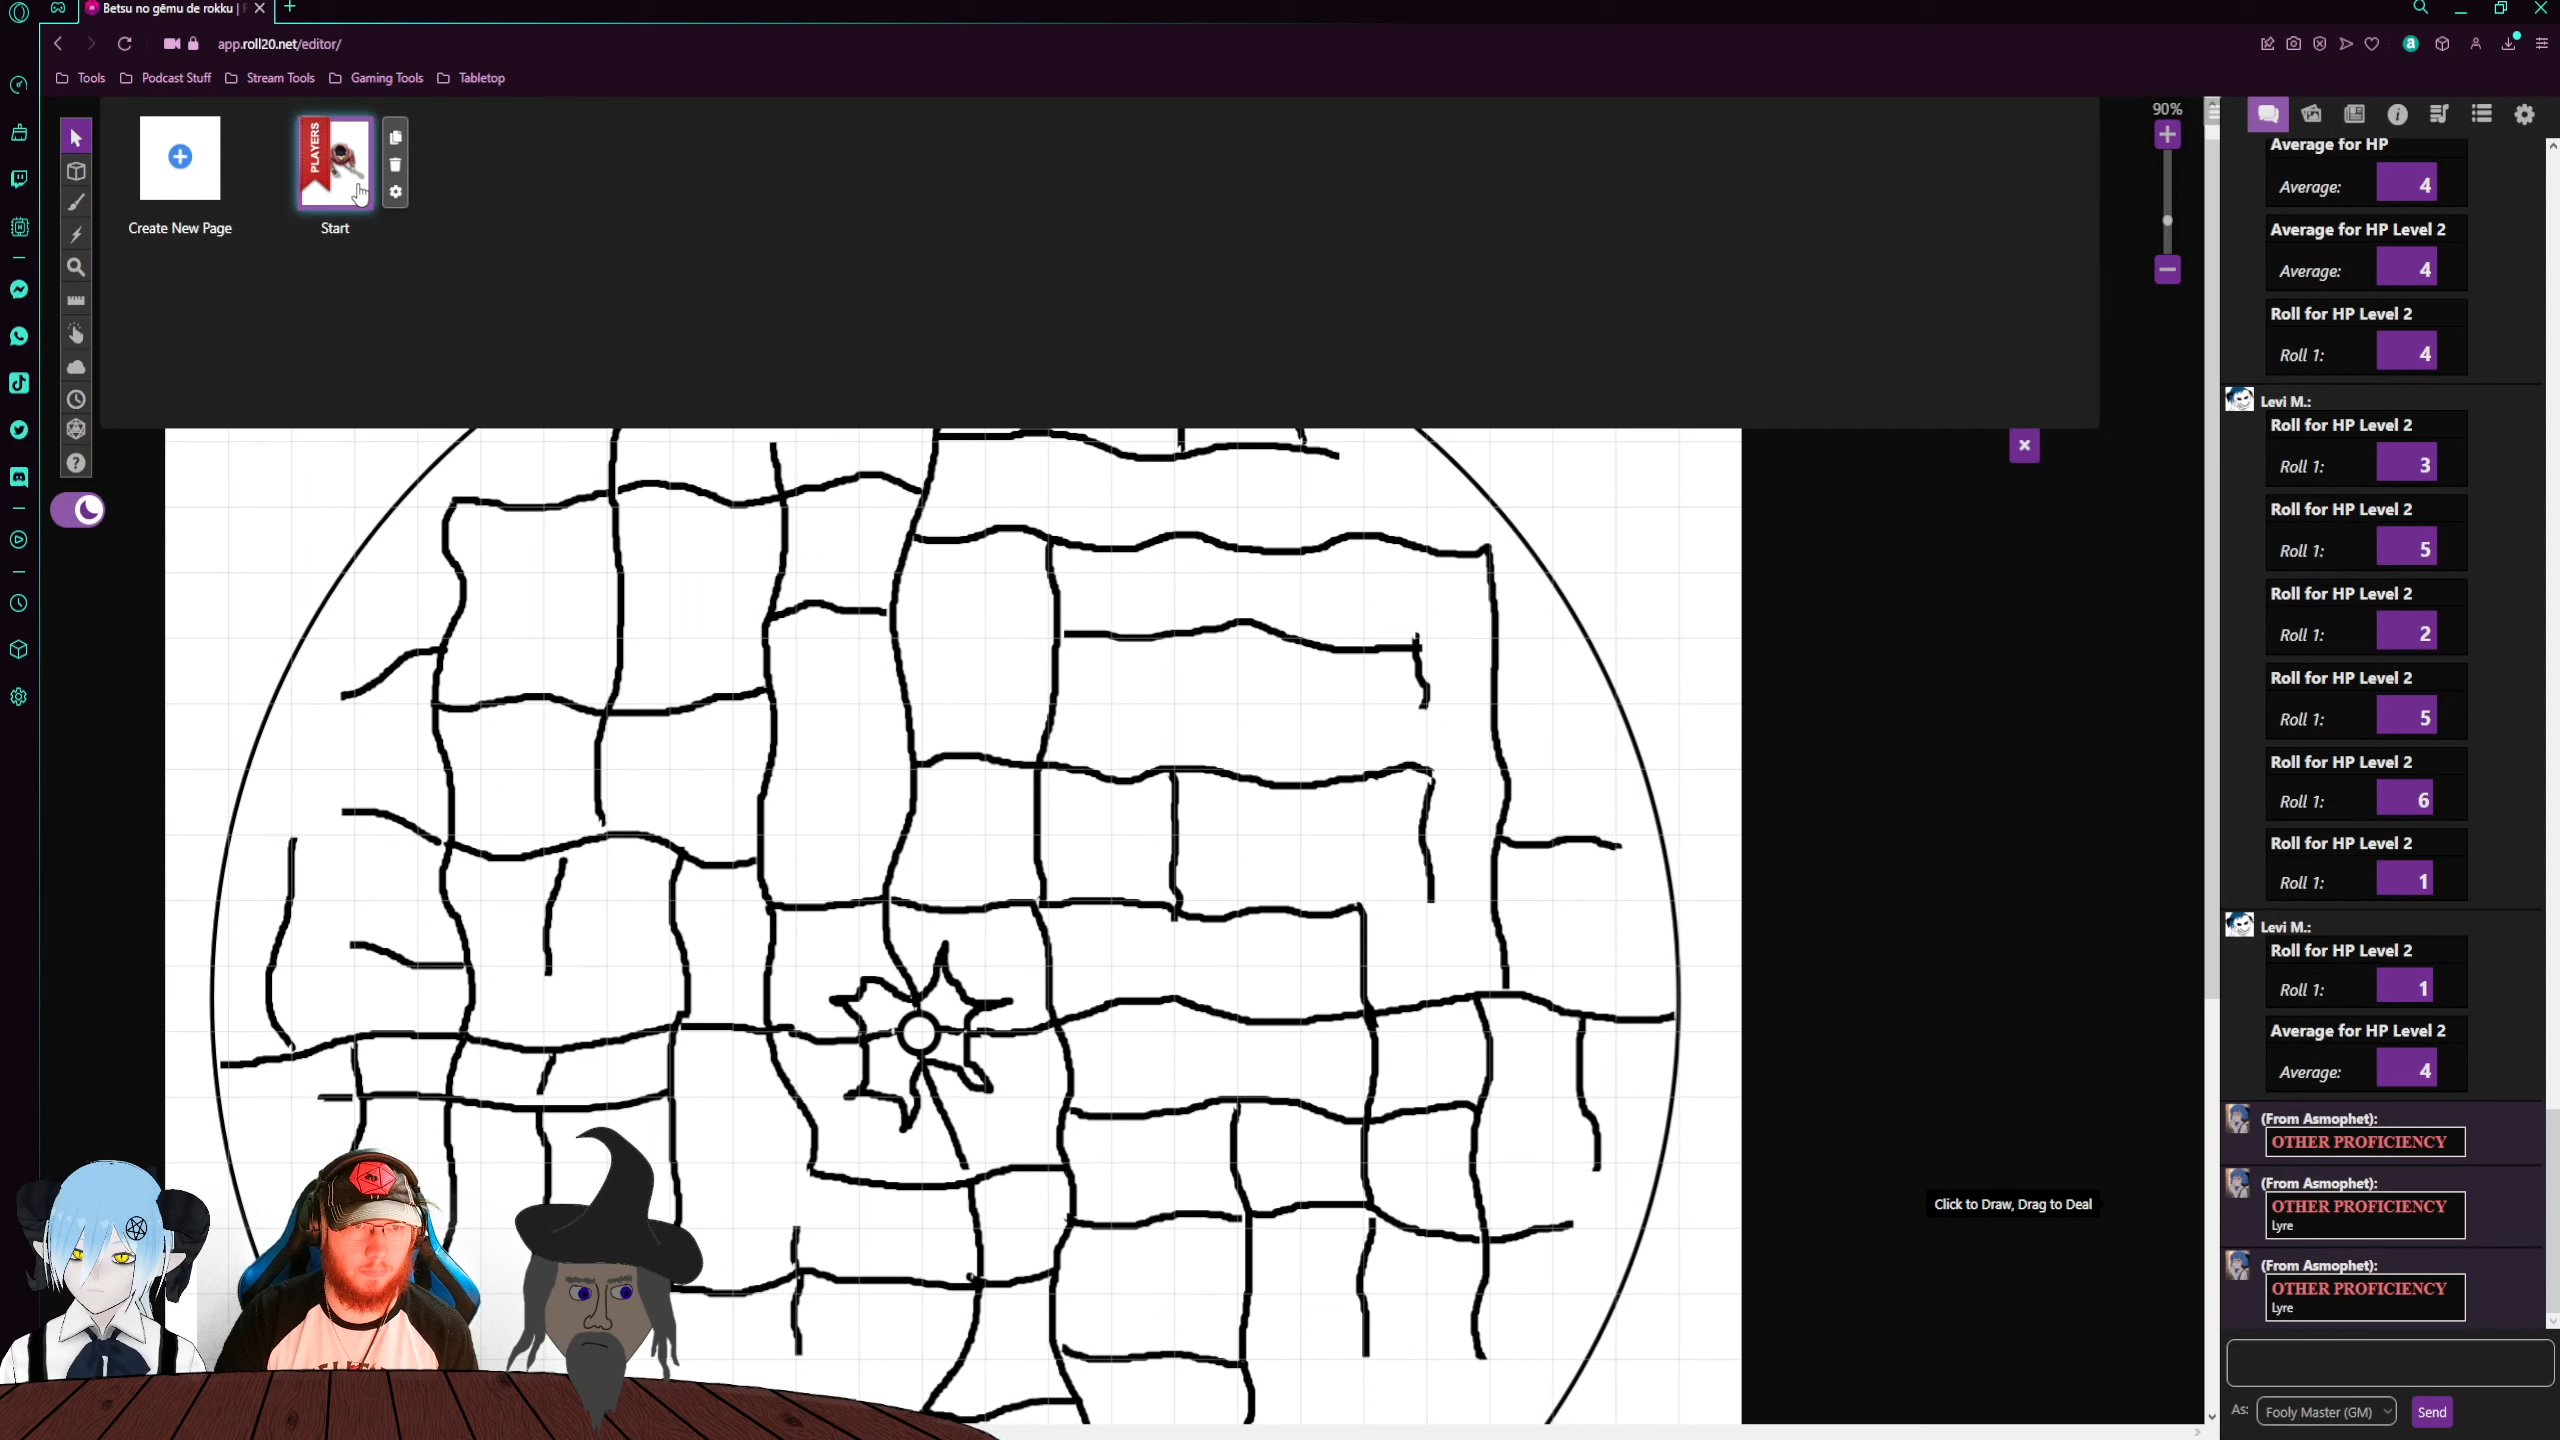 Betsu no gēmu de rokku |
app.roll20.net/editor/
Tools
Podcast Stuff
Stream Tools
Gaming Tools
Tabletop
PLAYERS
Create New Page
Start
90%
Click to Draw, Drag to Deal
Average for HP
Average:
4
Average for HP Level 2
Average:
4
Roll for HP Level 2
Roll 1:
4
Levi M.:
Roll for HP Level 2
Roll 1:
3
Roll for HP Level 2
Roll 1:
5
Roll for HP Level 2
Roll 1:
2
Roll for HP Level 2
Roll 1:
5
Roll for HP Level 2
Roll 1:
6
Roll for HP Level 2
Roll 1:
1
Levi M.:
Roll for HP Level 2
Roll 1:
1
Average for HP Level 2
Average:
4
(From Asmophet):
OTHER PROFICIENCY
(From Asmophet):
OTHER PROFICIENCY
Lyre
(From Asmophet):
OTHER PROFICIENCY
Lyre
As:
Fooly Master (GM)
Send